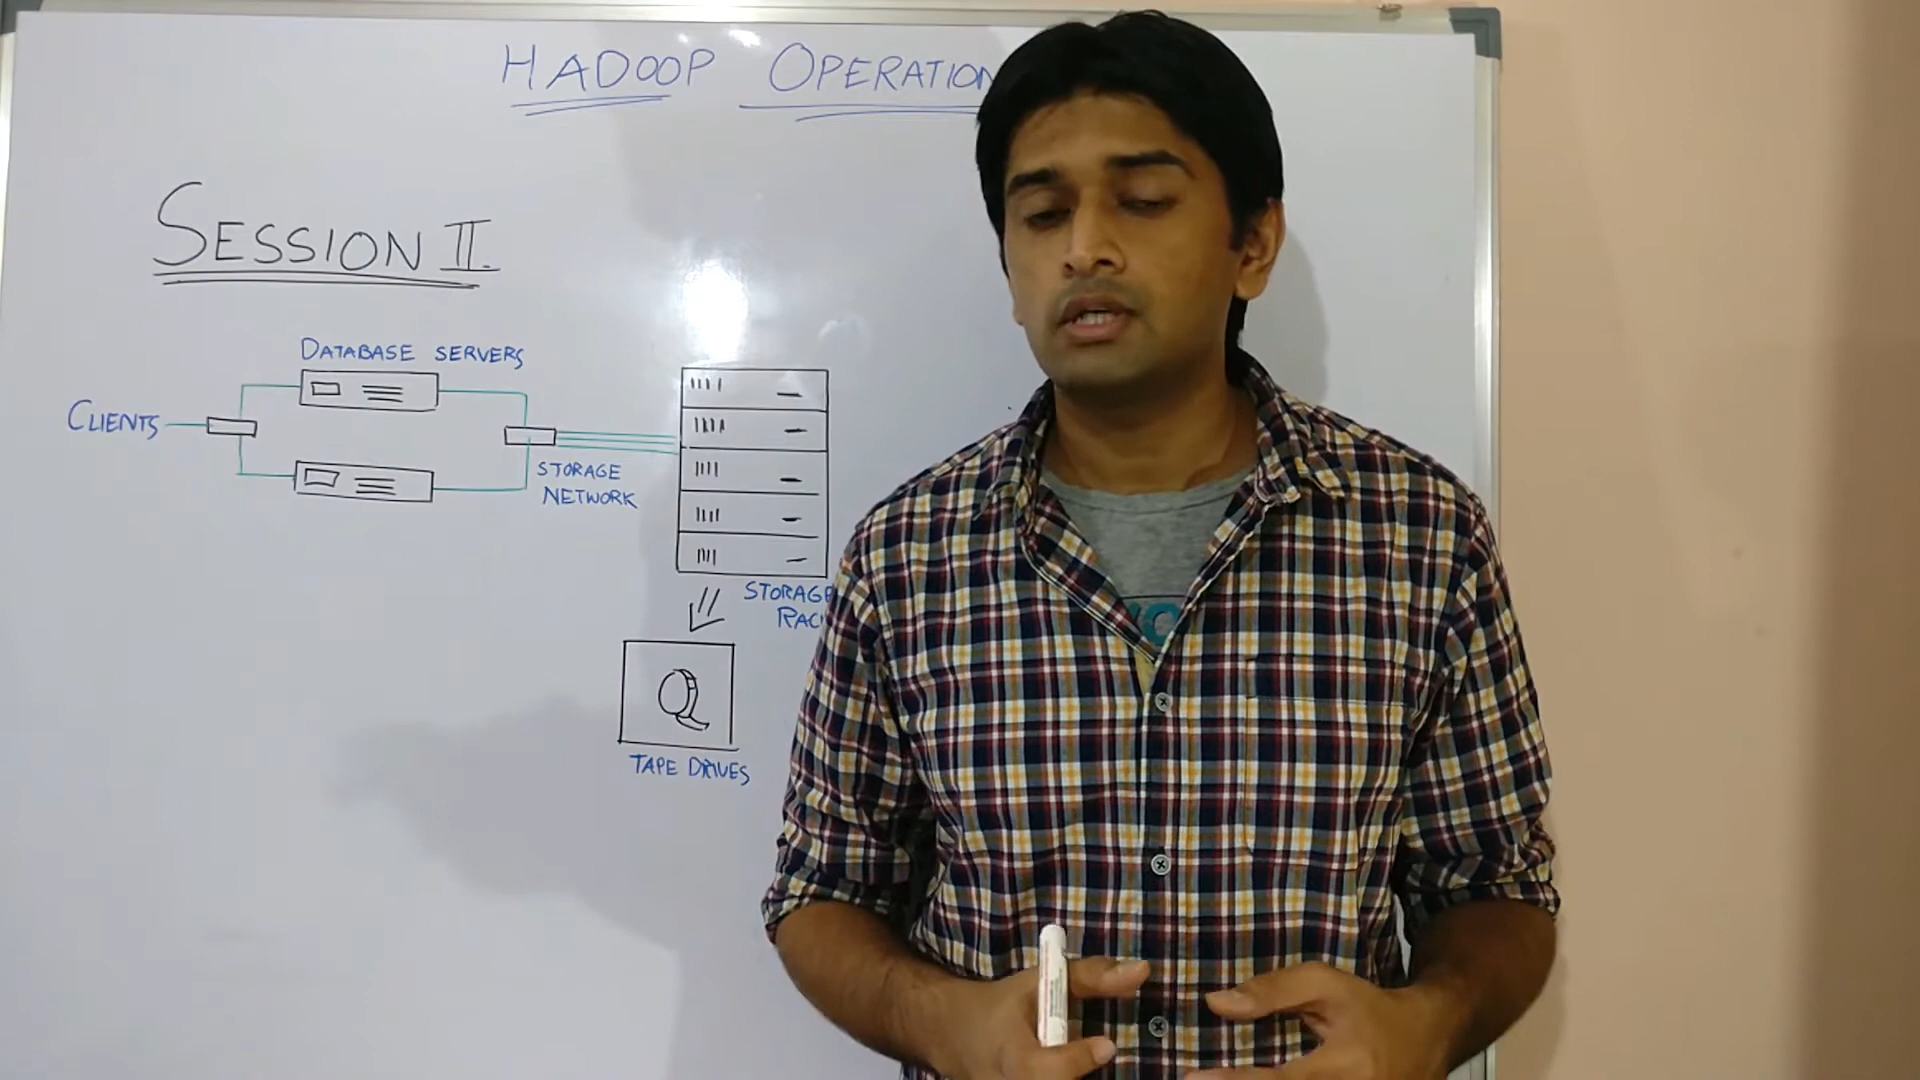 HADOOP OPERATION
SESSION II.
DATABASE SERVERS
CLIENTS
STORAGE
NETWORK
STORAGE
TAPE DRIVES